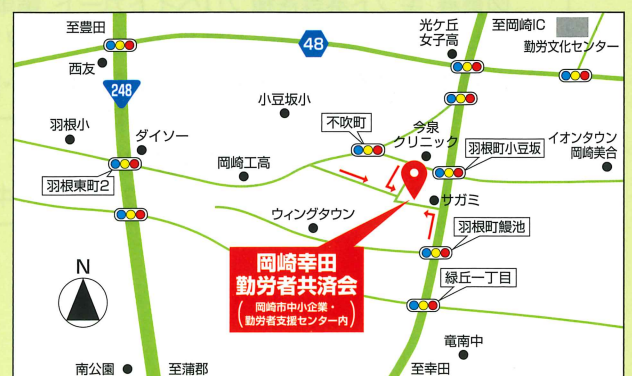 至豊田
光ケ丘
女子高
至岡崎IC
勤労文化センター
48
西友
248
小豆坂小
不吹町
今泉
クリニック
羽根小
ダイソー
羽根町小豆坂
イオンタウン
岡崎美合
岡崎工高
羽根東町2
サガミ
ウィングタウン
羽根町鰻池
岡崎幸田
勤労者共済会
(岡崎市中小企業・
勤労者支援センター内)
N
緑丘一丁目
竜南中
南公園
至蒲郡
至幸田